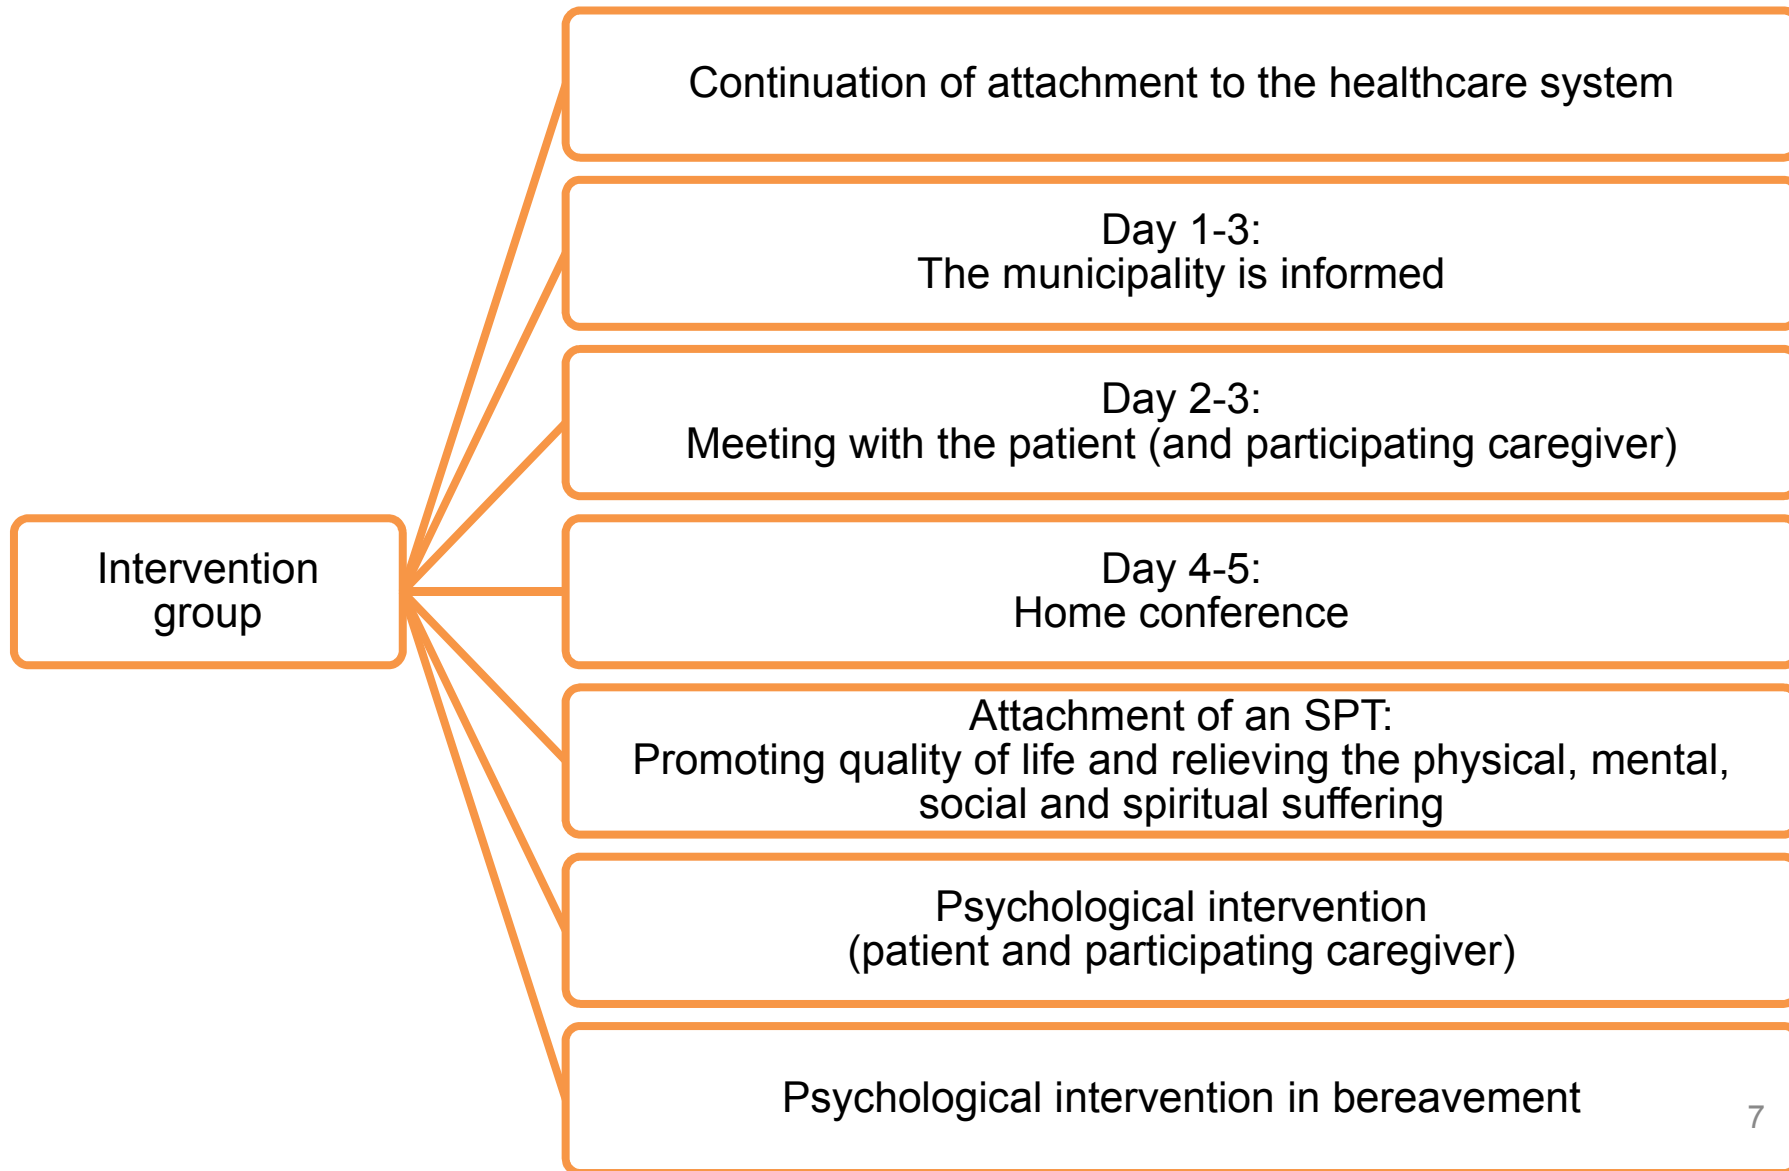 Continuation of attachment to the healthcare system
Day 1-3:
The municipality is informed
Day 2-3:
Meeting with the patient (and participating caregiver)
Intervention
group
Day 4-5:
Home conference
Attachment of an SPT:
Promoting quality of life and relieving the physical, mental,
social and spiritual suffering
Psychological intervention
(patient and participating caregiver)
Psychological intervention in bereavement
7